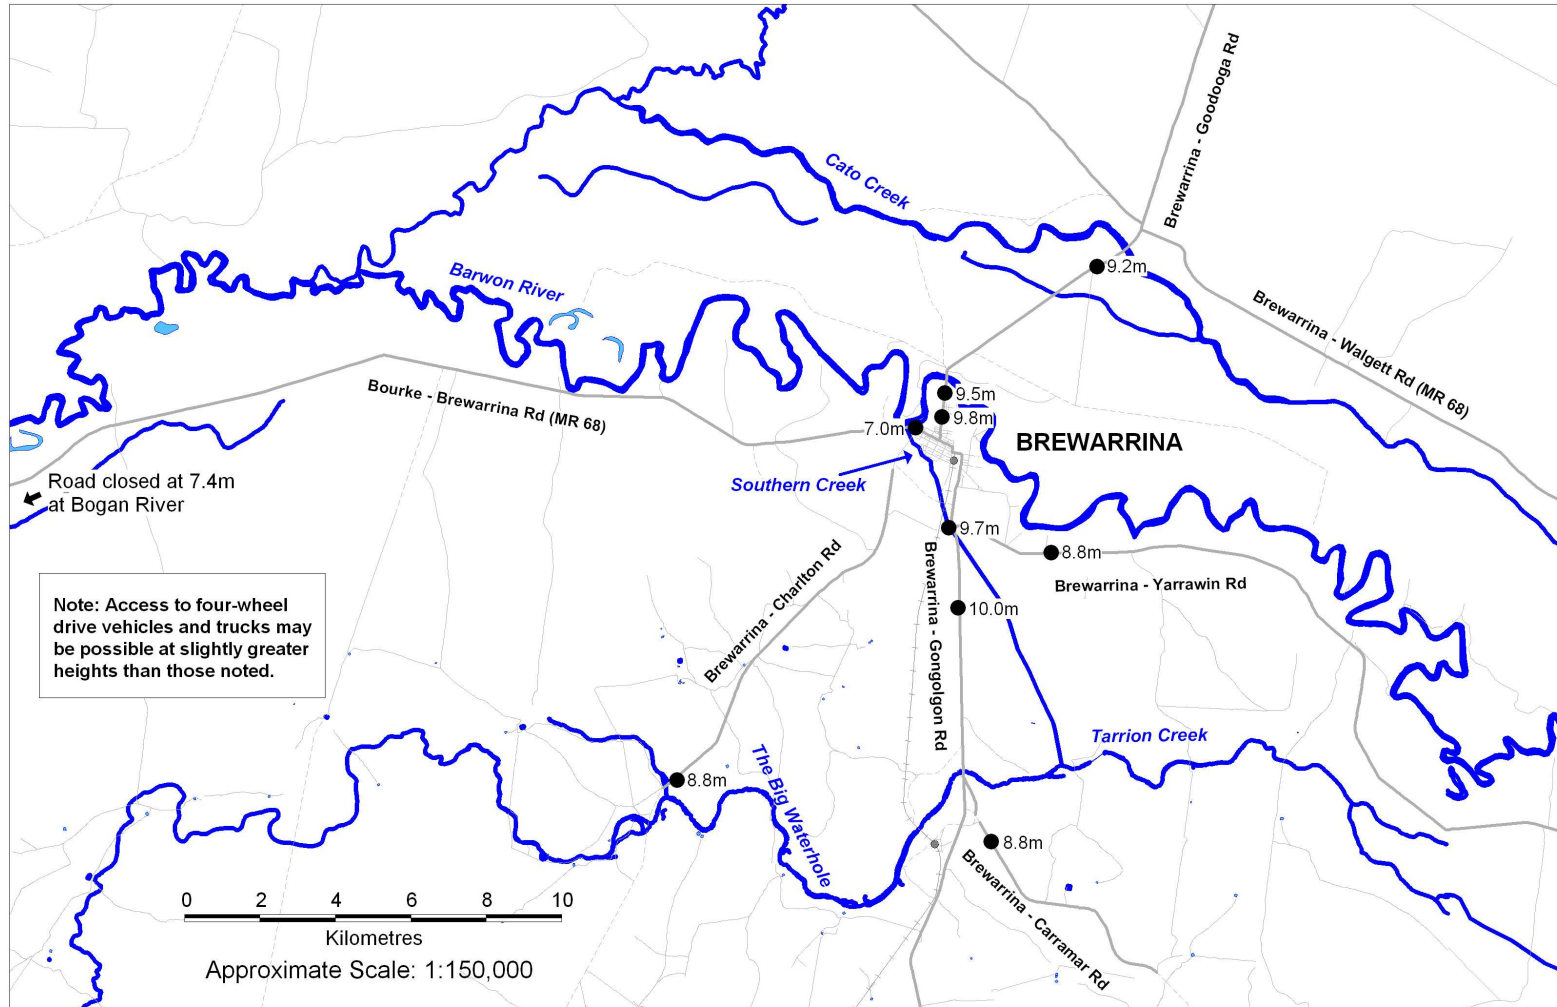 Brewarrina - Goodooga Rd
Cato Creek
9.2m
Barwon River
Brewarrina - Walgett Rd (MR 68)
Bourke - Brewarrina Rd (MR 68)
9.5m
9.8m
7.0m
BREWARRINA
Southern Creek
Road closed at 7.4m
at Bogan River
9.7m
8.8m
Brewarrina - Yarrawin Rd
Brewarrina - Charlton Rd
Brewarrina - Gongolgon Rd
10.0m
Note: Access to four-wheel
drive vehicles and trucks may
be possible at slightly greater
heights than those noted.
Tarrion Creek
The Big Waterhole
8.8m
8.8m
Brewarrina - Carramar Rd
0 2 4 6 8 10
Kilometres
Approximate Scale: 1:150,000